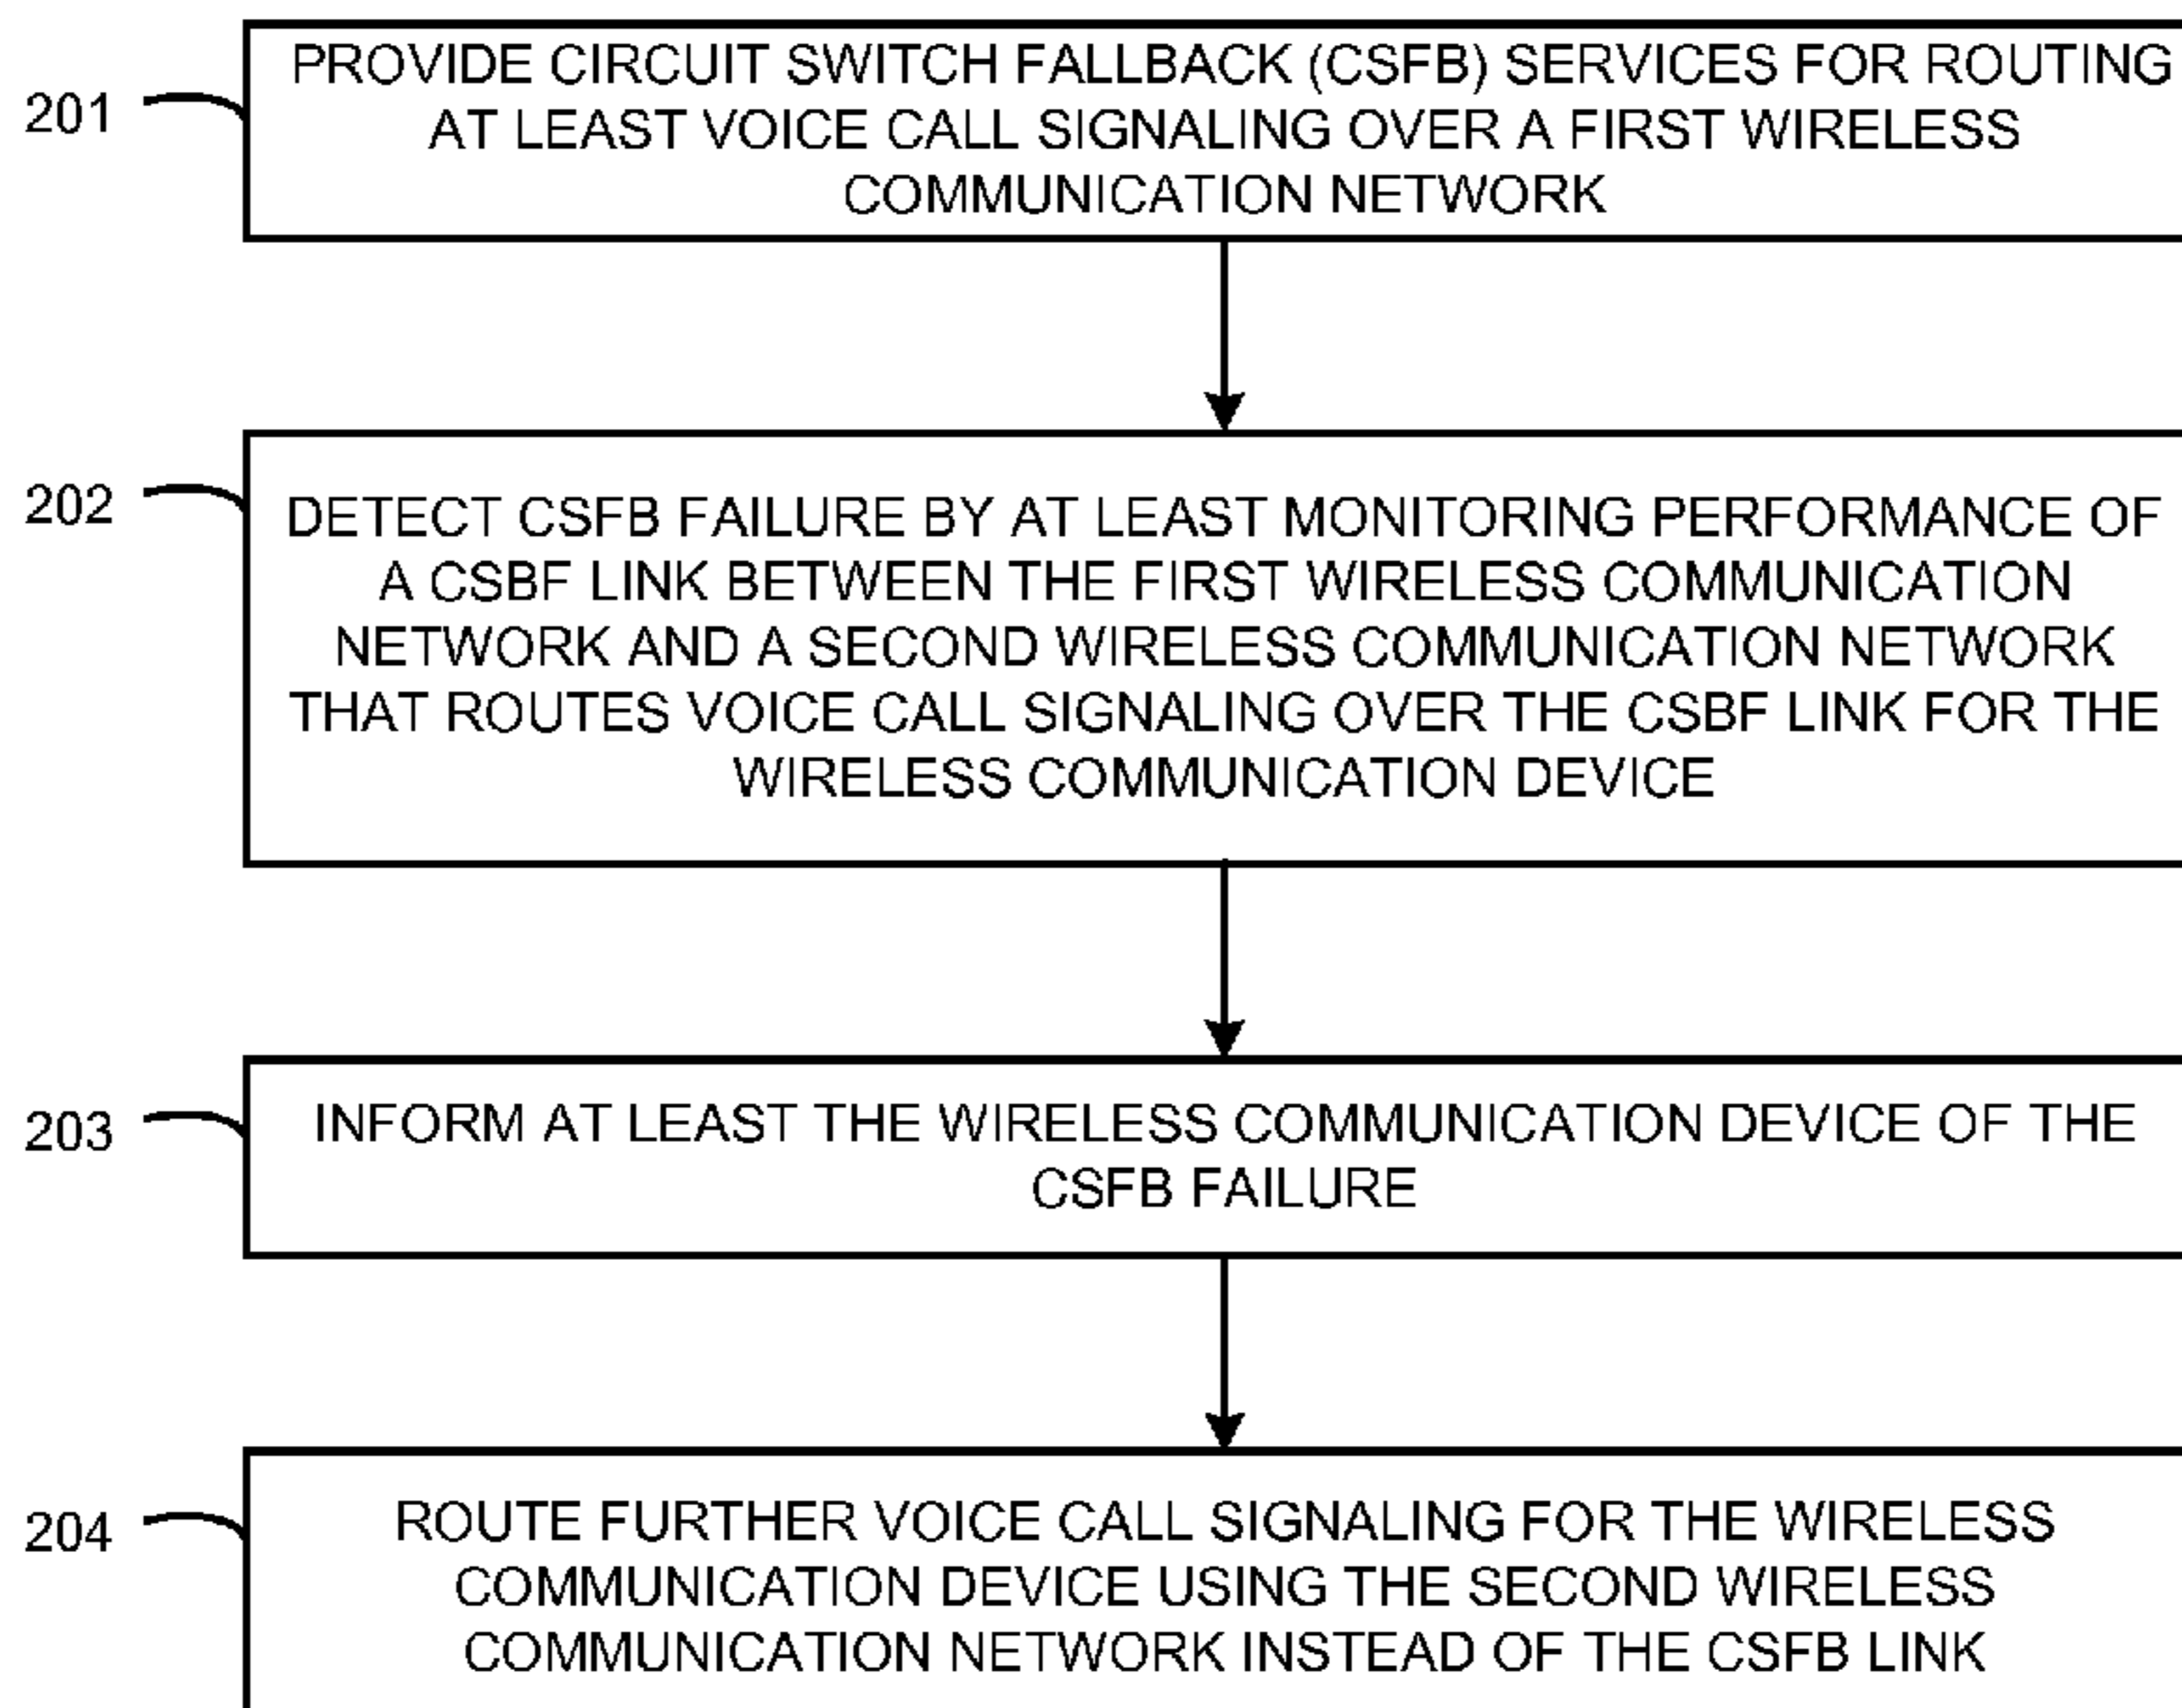 201
PROVIDE CIRCUIT SWITCH FALLBACK (CSFB) SERVICES FOR ROUTING
AT LEAST VOICE CALL SIGNALING OVER A FIRST WIRELESS
COMMUNICATION NETWORK
202
DETECT CSFB FAILURE BY AT LEAST MONITORING PERFORMANCE OF
A CSBF LINK BETWEEN THE FIRST WIRELESS COMMUNICATION
NETWORK AND A SECOND WIRELESS COMMUNICATION NETWORK
THAT ROUTES VOICE CALL SIGNALING OVER THE CSBF LINK FOR THE
WIRELESS COMMUNICATION DEVICE
203
INFORM AT LEAST THE WIRELESS COMMUNICATION DEVICE OF THE
CSFB FAILURE
204
ROUTE FURTHER VOICE CALL SIGNALING FOR THE WIRELESS
COMMUNICATION DEVICE USING THE SECOND WIRELESS
COMMUNICATION NETWORK INSTEAD OF THE CSFB LINK